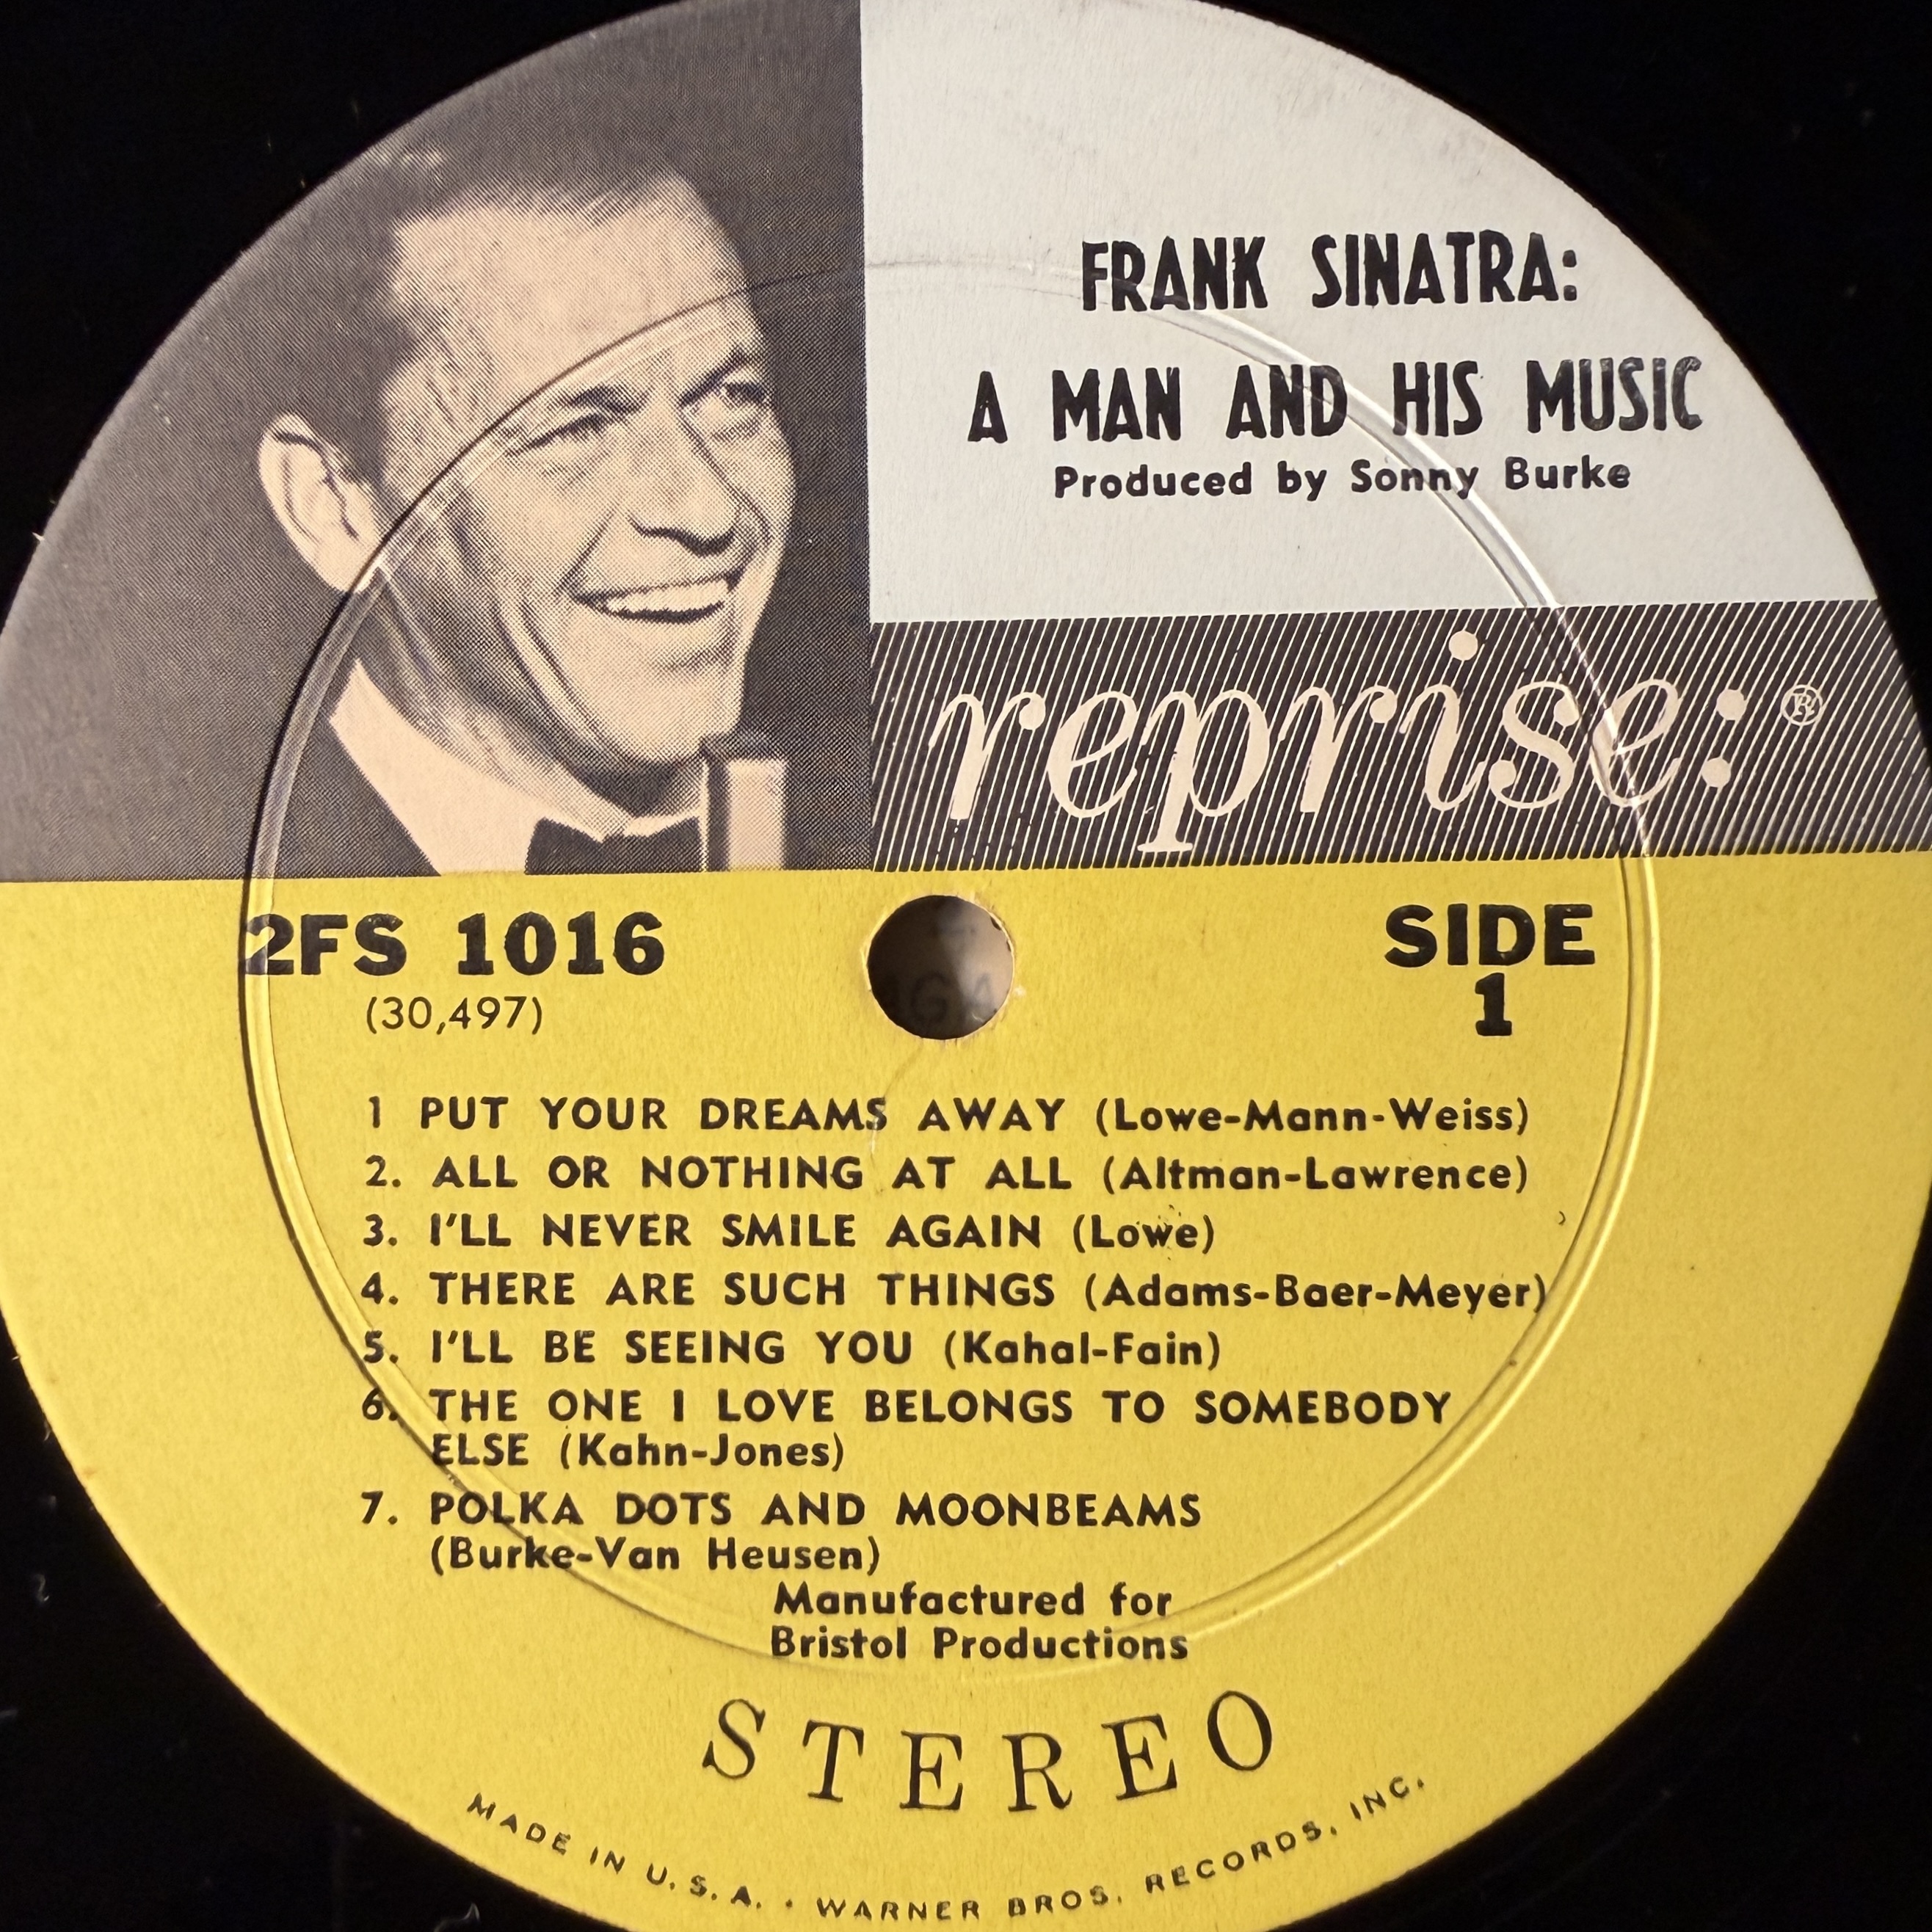 FRANK SINATRA:
A MAN AND HIS MUSIC
Produced by Sonny Burke
reprise: ®
2FS 1016
(30,497)
SIDE
1
1 PUT YOUR DREAMS AWAY (Lowe-Mann-Weiss)
2. ALL OR NOTHING AT ALL (Altman-Lawrence)
3. I'LL NEVER SMILE AGAIN (Lowe)
4. THERE ARE SUCH THINGS (Adams-Baer-Meyer)
5. I'LL BE SEEING YOU (Kahal-Fain)
6. THE ONE I LOVE BELONGS TO SOMEBODY
ELSE (Kahn-Jones)
7. POLKA DOTS AND MOONBEAMS
(Burke-Van Heusen)
Manufactured for
Bristol Productions
STEREO
MADE IN U.S.A. · WARNER BROS. RECORDS, INC.